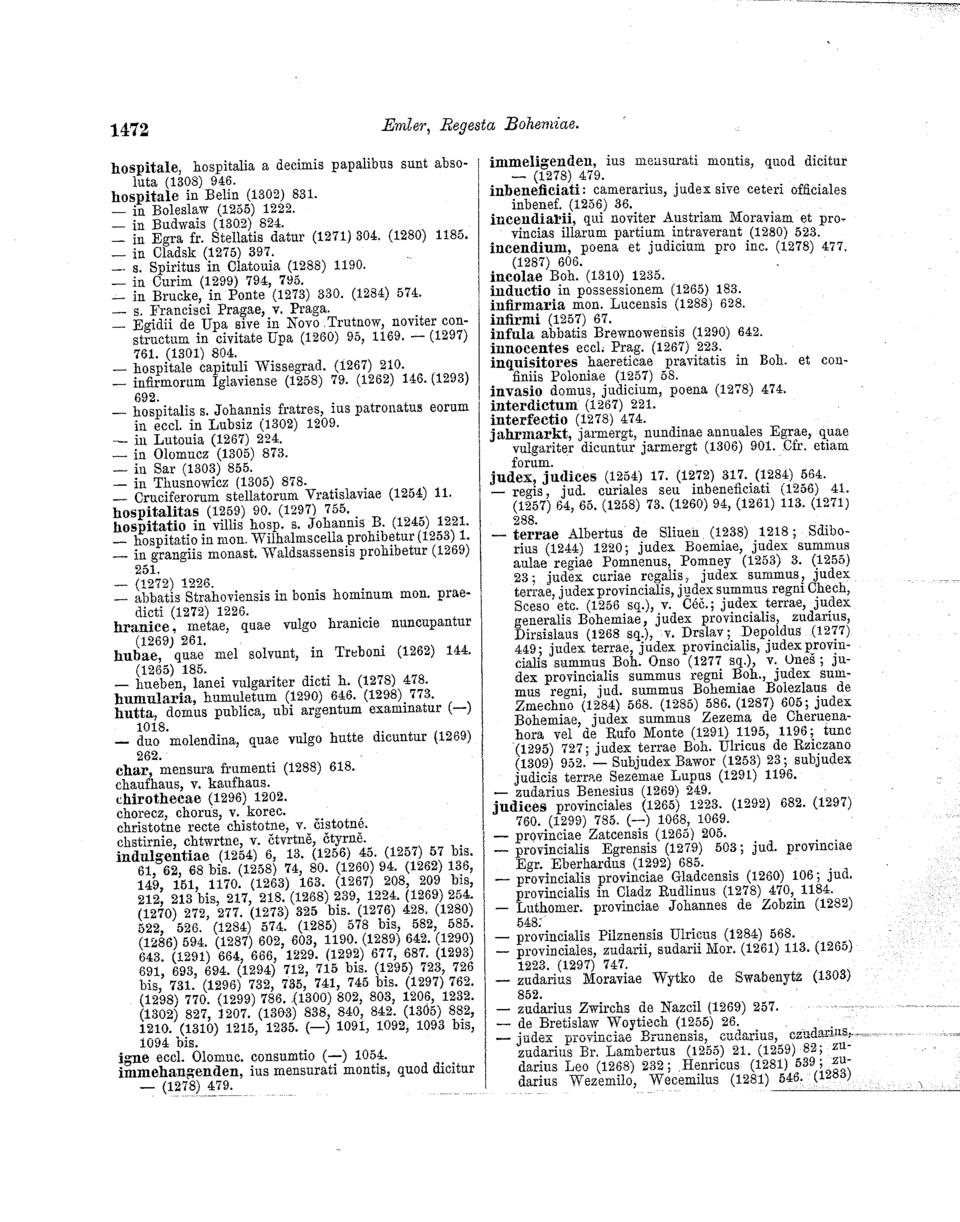 1472
Emler, Regesta Bohemiae.
hospitale, hospitalia a decimis papalibus sunt abso-
luta (1308) 946.
hospitale in Belin (1302) 831.
— in Boleslaw (1255) 1222.
— in Budwais (1302) 824.
— in Egra fr. Stellatis datur (1271) 304. (1280) 1185.
— in Cladsk (1275) 397.
— s. Spiritus in Clatouia (1288) 1190.
— in Curim (1299) 794, 795.
— in Brucke, in Ponte (1273) 330. (1284) 574.
— s. Francisci Pragae, v. Praga.
— Egidii de Upa sive in Novo Trutnow, noviter con-
structum in civitate Upa (1260) 95, 1169. — (1297)
761. (1301) 804.
— hospitale capituli Wissegrad. (1267) 210.
— infirmorum Iglaviense (1258) 79. (1262) 146. (1293)
692.
— hospitalis s. Johannis fratres, ius patronatus eorum
in eccl. in Lubsiz (1302) 1209.
— in Lutouia (1267) 224.
— in Olomucz (1305) 873.
— in Sar (1303) 855.
— in Thusnowicz (1305) 878.
— Cruciferorum stellatorum Vratislaviae (1254) 11.
hospitalitas (1259) 90. (1297) 755.
hospitatio in villis hosp. s. Johannis B. (1245) 1221.
— hospitatio in mon. Wilhalmscella prohibetur (1253) 1.
— in grangiis monast. Waldsassensis prohibetur (1269)
251.
— (1272) 1226.
— abbatis Strahoviensis in bonis hominum mon. prae-
dicti (1272) 1226.
hranice, metae, quae vulgo hranicie nuncupantur
(1269) 261.
hubae, quae mel solvunt, in Treboni (1262) 144.
(1265) 185.
— hueben, lanei vulgariter dicti h. (1278) 478.
humularia, humuletum (1290) 646. (1298) 773.
hutta, domus publica, ubi argentum examinatur (—)
1018.
— duo molendina, quae vulgo hutte dicuntur (1269)
262.
char, mensura frumenti (1288) 618.
chaufhaus, v. kaufhaus.
chirothecae (1296) 1202.
chorecz, chorus, v. korec.
christotne recte chistotne, v. čistotné.
chstirnie, chtwrtne, v. čtvrtně, čtyrně.
indulgentiae (1254) 6, 13. (1256) 45. (1257) 57 bis.
61, 62, 68 bis. (1258) 74, 80. (1260) 94. (1262) 136,
149, 151, 1170. (1263) 163. (1267) 208, 209 bis,
212, 213 bis, 217, 218. (1268) 239, 1224. (1269) 254.
(1270) 272, 277. (1273) 325 bis. (1276) 428. (1280)
522, 526. (1284) 574. (1285) 578 bis, 582, 585.
(1286) 594. (1287) 602, 603, 1190. (1289) 642. (1290)
643. (1291) 664, 666, 1229. (1292) 677, 687. (1293)
691, 693, 694. (1294) 712, 715 bis. (1295) 723, 726
bis, 731. (1296) 732, 735, 741, 745 bis. (1297) 762.
(1298) 770. (1299) 786. (1300) 802, 803, 1206, 1232.
(1302) 827, 1207. (1303) 838, 840, 842. (1305) 882,
1210. (1310) 1215, 1235. (—) 1091, 1092, 1093 bis,
1094 bis.
igne eccl. Olomuc. consumtio (—) 1054.
immehangenden, ius mensurati montis, quod dicitur
— (1278) 479.
immeligenden, ius mensurati montis, quod dicitur
— (1278) 479.
inbeneficiati: camerarius, judex sive ceteri officiales
inbenef. (1256) 36.
incendiarii, qui noviter Austriam Moraviam et pro-
vincias illarum partium intraverant (1280) 523.
incendium, poena et judicium pro inc. (1278) 477.
(1287) 606.
incolae Boh. (1310) 1235.
inductio in possessionem (1265) 183.
infirmaria mon. Lucensis (1288) 628.
infirmi (1257) 67.
infula abbatis Brewnowensis (1290) 642.
innocentes eccl. Prag. (1267) 223.
inquisitores haereticae pravitatis in Boh. et con-
finiis Poloniae (1257) 58.
invasio domus, judicium, poena (1278) 474.
interdictum (1267) 221.
interfectio (1278) 474.
jahrmarkt, jarmergt, nundinae annuales Egrae, quae
vulgariter dicuntur jarmergt (1306) 901. Cfr. etiam
forum.
judex, judices (1254) 17. (1272) 317. (1284) 564.
— regis, jud. curiales seu inbeneficiati (1256) 41.
(1257) 64, 65. (1258) 73. (1260) 94, (1261) 113. (1271)
288.
— terrae Albertus de Sliuen (1238) 1218; Sdibo-
rius (1244) 1220; judex Boemiae, judex summus
aulae regiae Pomnenus, Pomney (1253) 3. (1255)
23; judex curiae regalis, judex summus, judex
terrae, judex provincialis, judex summus regni Chech,
Sceso etc. (1256 sq.), v. Čéč.; judex terrae, judex
generalis Bohemiae, judex provincialis, zudarius,
Dirsislaus (1268 sq.), v. Drslav; Depoldus (1277)
449; judex terrae, judex provincialis, judex provin-
cialis summus Boh. Onso (1277 sq.), v. Oneš; ju-
dex provincialis summus regni Boh., judex sum-
mus regni, jud. summus Bohemiae Bolezlaus de
Zmechno (1284) 568. (1285) 586. (1287) 605; judex
Bohemiae, judex summus Zezema de Cheruena-
hora vel de Rufo Monte (1291) 1195, 1196; tunc
(1295) 727; judex terrae Boh. Ulricus de Rziczano
(1309) 952. — Subjudex Bawor (1253) 23; subjudex
judicis terrae Sezemae Lupus (1291) 1196.
— zudarius Benesius (1269) 249.
judices provinciales (1265) 1223. (1292) 682. (1297)
760. (1299) 785. (—) 1068, 1069.
— provinciae Zatcensis (1265) 205.
— provincialis Egrensis (1279) 503; jud. provinciae
Egr. Eberhardus (1292) 685.
— provincialis provinciae Gladcensis (1260) 106; jud.
provincialis in Cladz Rudlinus (1278) 470, 1184.
— Luthomer. provinciae Johannes de Zobzin (1282)
548.
— provincialis Pilznensis Ulricus (1284) 568.
— provinciales, zudarii, sudarii Mor. (1261) 113. (1265)
1223. (1297) 747.
— zudarius Moraviae Wytko de Swabenytz (1303)
852.
— zudarius Zwirchs de Nazcil (1269) 257.
— de Bretislaw Woytiech (1255) 26.
— judex provinciae Brunensis, cudarius, czudarius,
zudarius Br. Lambertus (1255) 21. (1259) 82; zu-
darius Leo (1268) 232; Henricus (1281) 539; zu-
darius Wezemilo, Wecemilus (1281) 546. (1283)